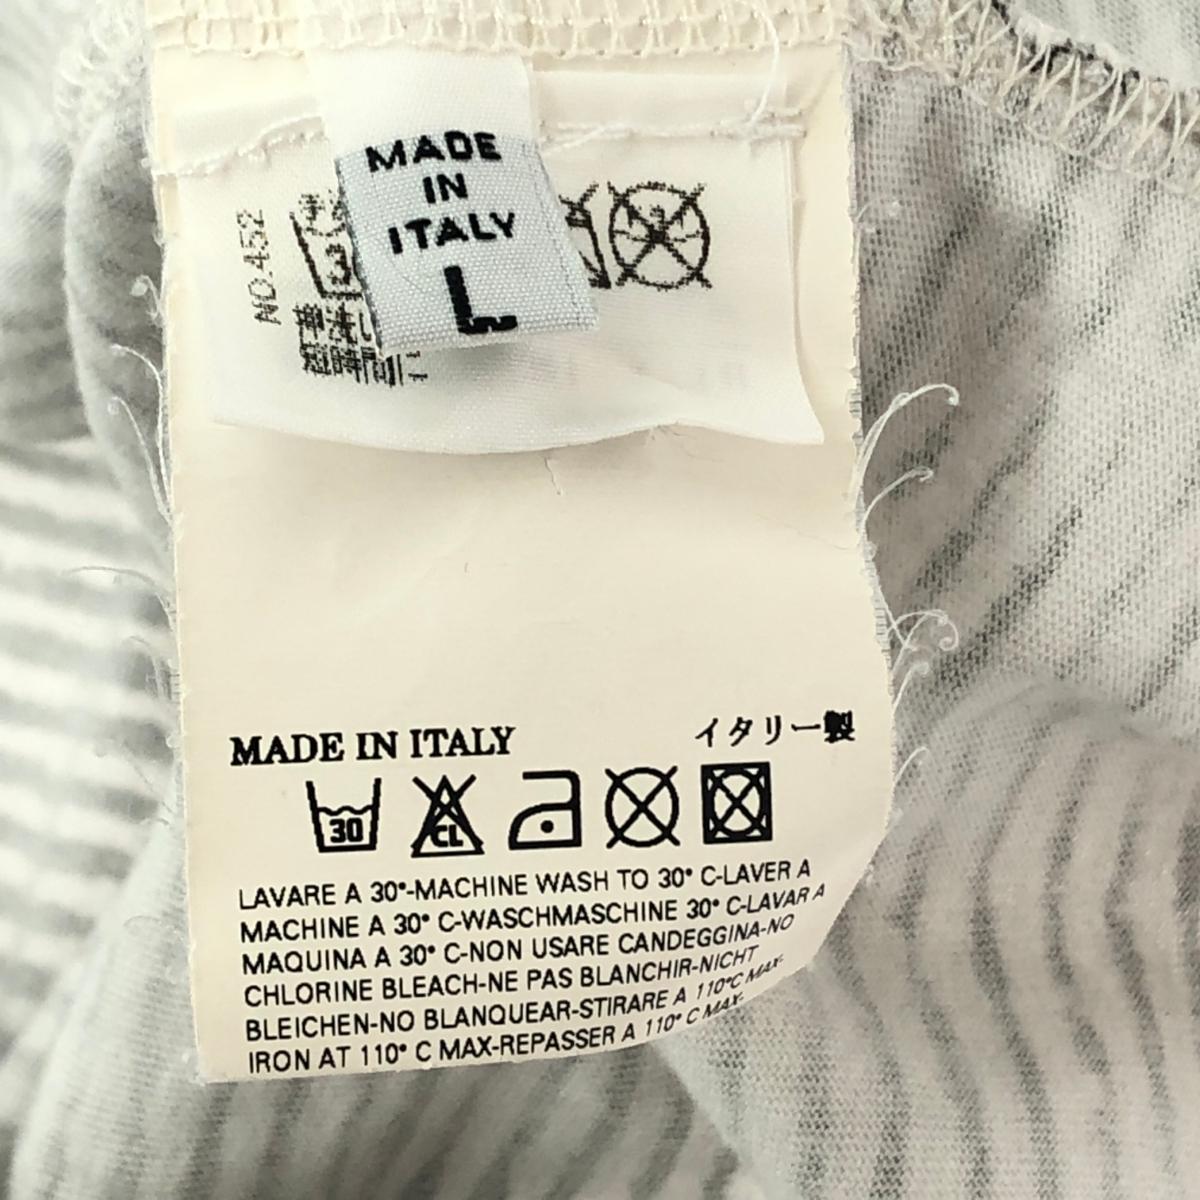 MADE
IN
ITALY
L
NO.452
30
押洗い
短時間に
MADE IN ITALY
イタリー製
30
CL
LAVARE A 30°-MACHINE WASH TO 30° C-LAVER A
MACHINE A 30° C-WASCHMASCHINE 30° C-LAVAR A
MAQUINA A 30° C-NON USARE CANDEGGINA-NO
CHLORINE BLEACH-NE PAS BLANCHIR-NICHT
BLEICHEN-NO BLANQUEAR-STIRARE A 110°C MAX-
IRON AT 110° C MAX-REPASSER A 110° C MAX-